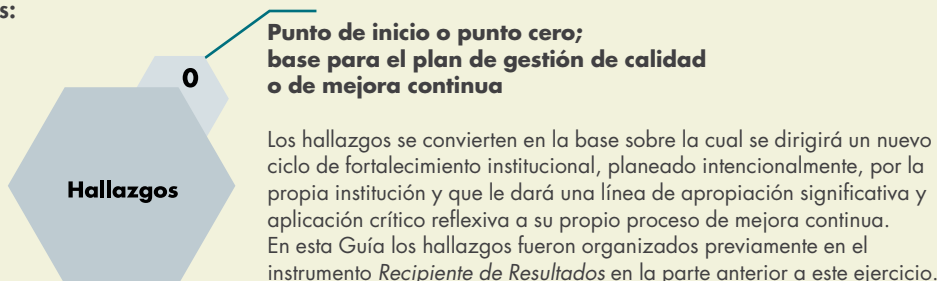 s:
0
Punto de inicio o punto cero;
base para el plan de gestión de calidad
o de mejora continua
Hallazgos
Los hallazgos se convierten en la base sobre la cual se dirigirá un nuevo
ciclo de fortalecimiento institucional, planeado intencionalmente, por la
propia institución y que le dará una línea de apropiación significativa y
aplicación crítico reflexiva a su propio proceso de mejora continua.
En esta Guía los hallazgos fueron organizados previamente en el
instrumento Recipiente de Resultados en la parte anterior a este ejercicio.